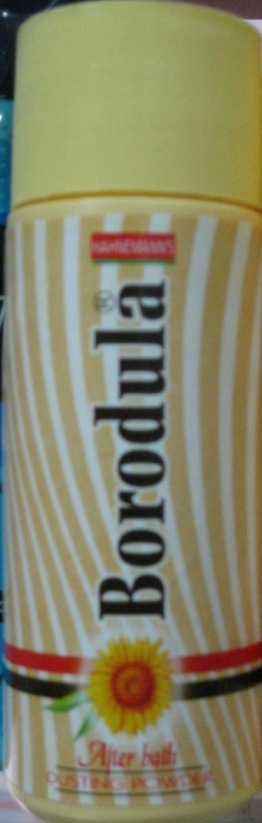 HAHNEMANN'S
Borodula®
After bath
DUSTING POWDER